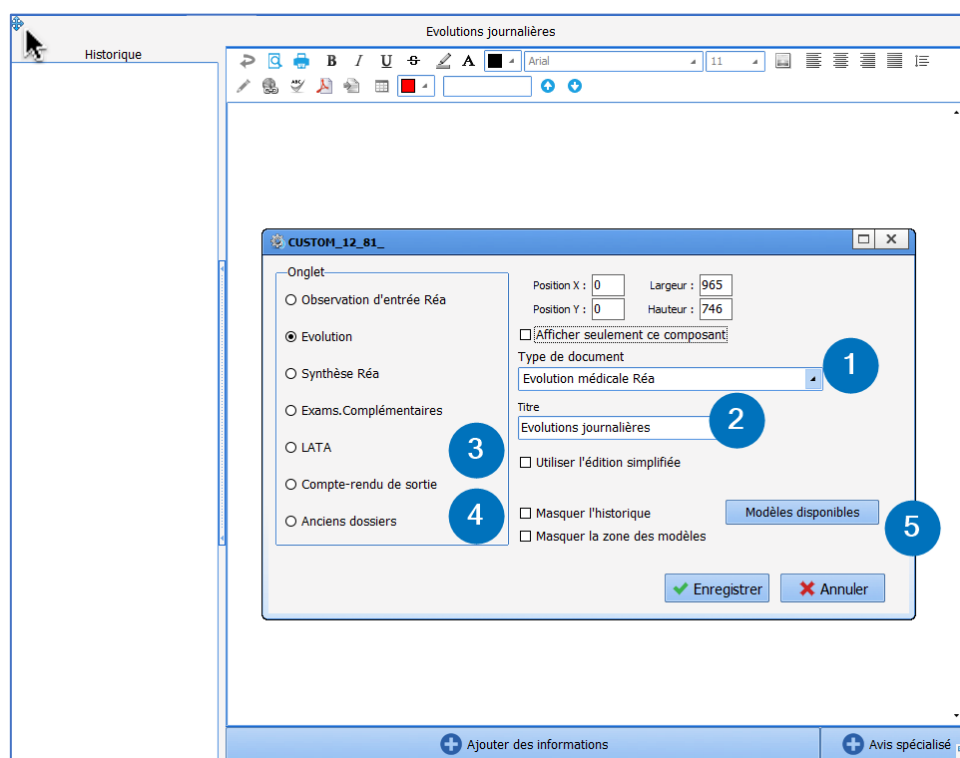 Evolutions journalières
Historique
B I U S A Arial 11
ABC
CUSTOM_12_81_
Onglet
Observation d'entrée Réa
Evolution
Synthèse Réa
Exams.Complémentaires
LATA
3
Compte-rendu de sortie
Anciens dossiers
4
Position X : 0 Largeur : 965
Position Y : 0 Hauteur : 746
Afficher seulement ce composant
Type de document
1
Evolution médicale Réa
Titre
2
Evolutions journalières
Utiliser l'édition simplifiée
Masquer l'historique
Modèles disponibles
5
Masquer la zone des modèles
Enregistrer Annuler
Ajouter des informations Avis spécialisé